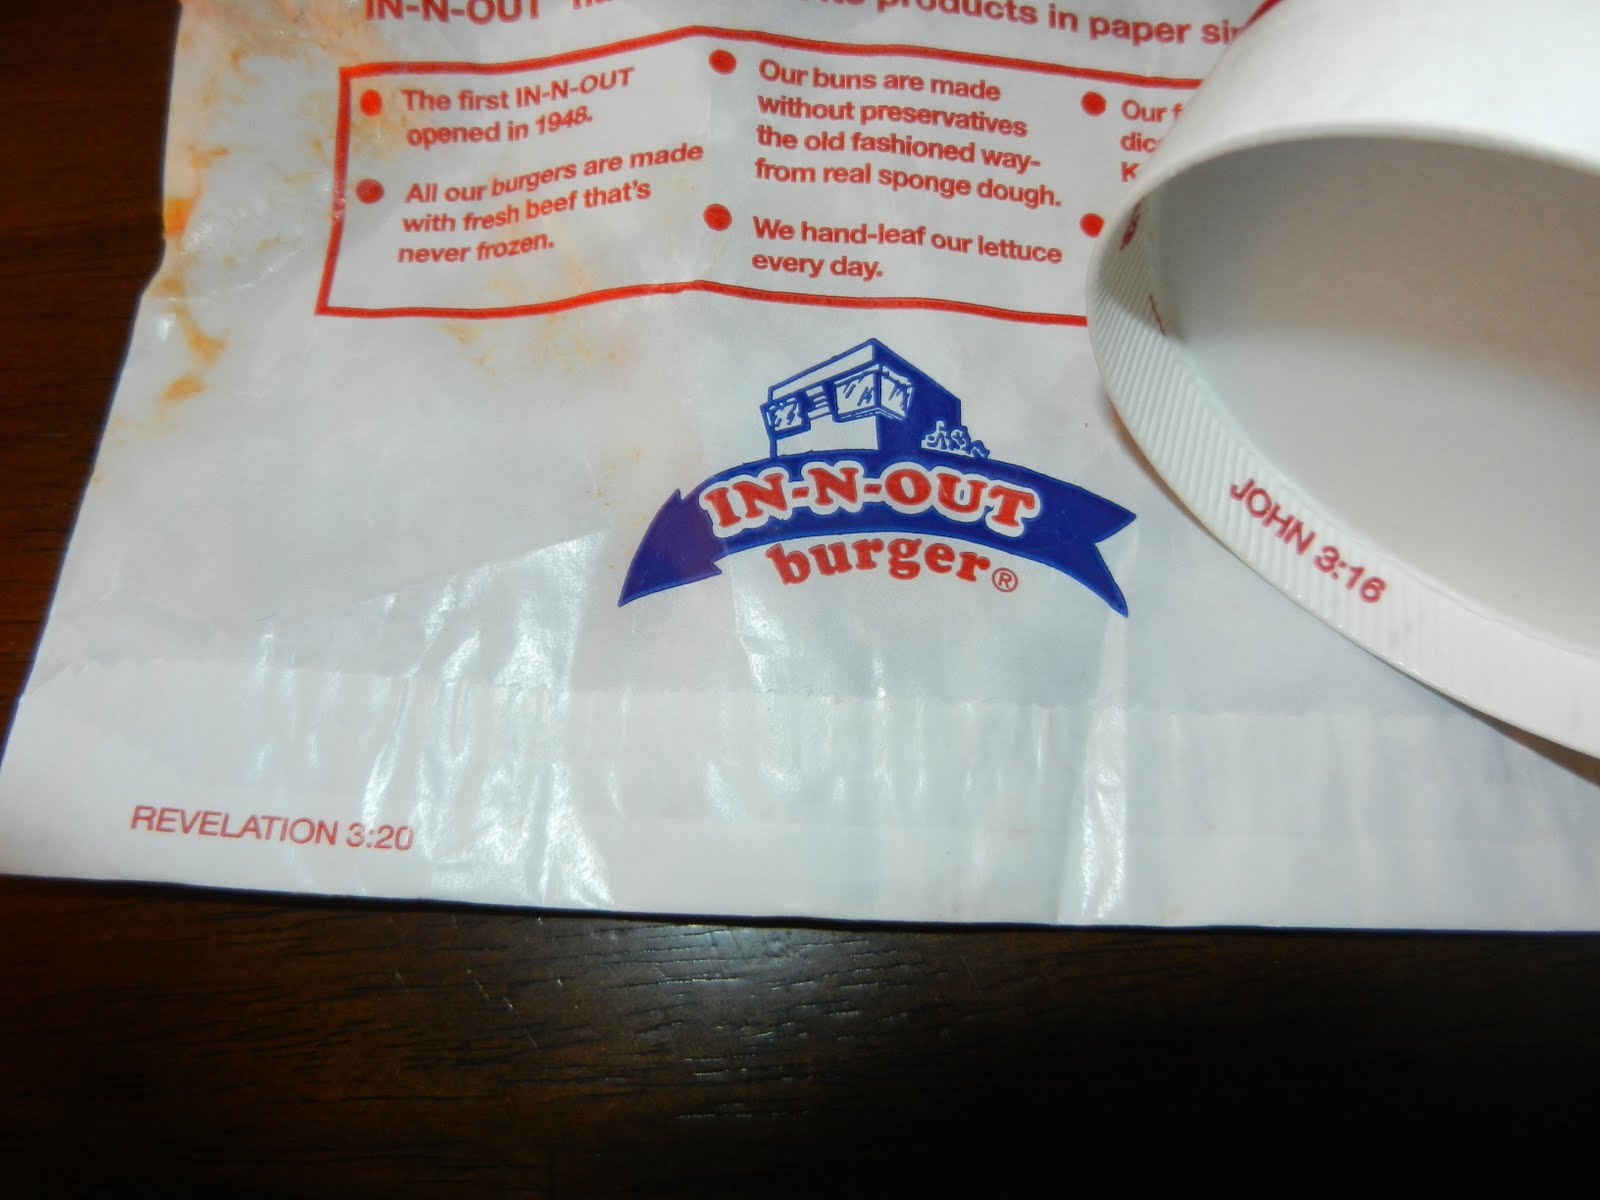 IN-N-OUT products in paper
The first IN-N-OUT
opened in 1948.
All our burgers are made
with fresh beef that's
never frozen.
Our buns are made
without preservatives
the old fashioned way-
from real sponge dough.
We hand-leaf our lettuce
every day.
Our
IN-N-OUT
burger®
JOHN 3:16
REVELATION 3:20